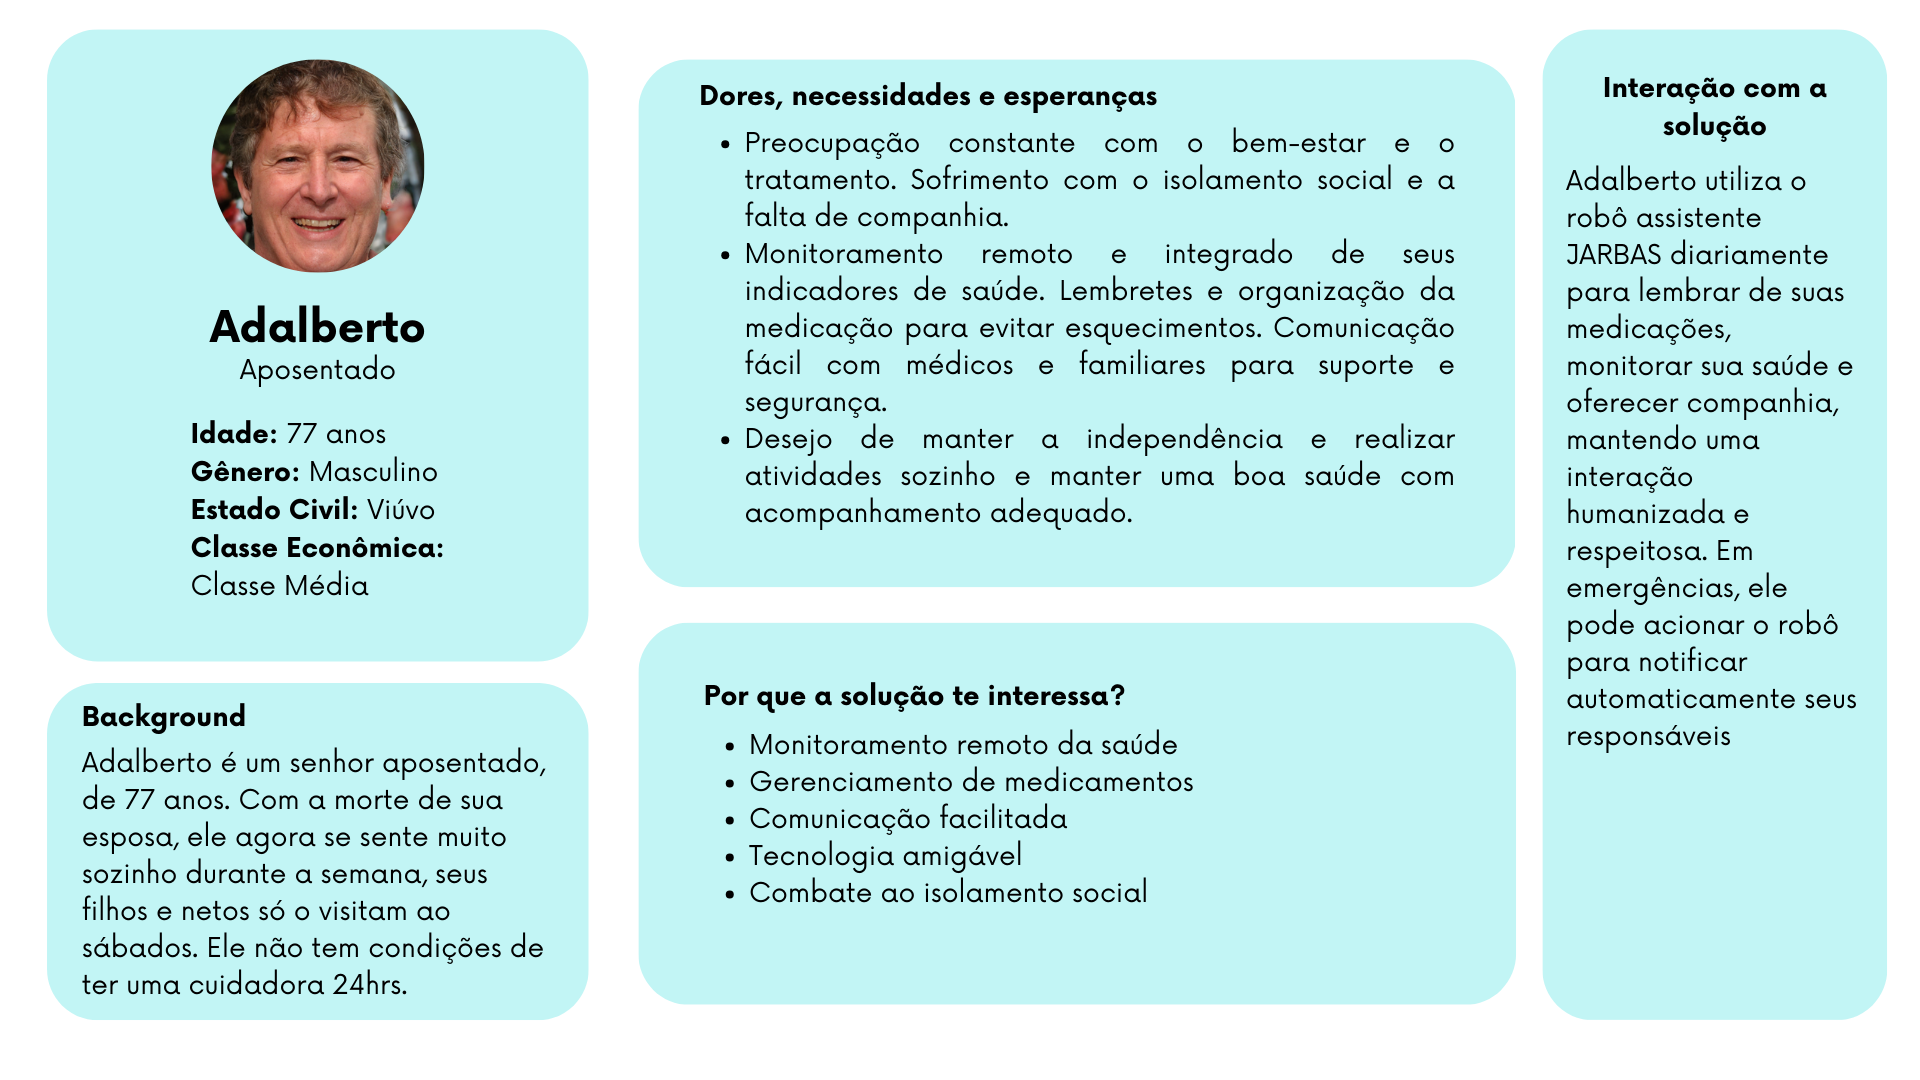 Adalberto
Aposentado
Idade: 77 anos
Gênero: Masculino
Estado Civil: Viúvo
Classe Econômica:
Classe Média
Background
Adalberto é um senhor aposentado,
de 77 anos. Com a morte de sua
esposa, ele agora se sente muito
sozinho durante a semana, seus
filhos e netos só o visitam ao
sábados. Ele não tem condições de
ter uma cuidadora 24hrs.
Dores, necessidades e esperanças
• Preocupação constante com o bem-estar e o
tratamento. Sofrimento com o isolamento social e a
falta de companhia.
• Monitoramento remoto e integrado de seus
indicadores de saúde. Lembretes e organização da
medicação para evitar esquecimentos. Comunicação
fácil com médicos e familiares para suporte e
segurança.
• Desejo de manter a independência e realizar
atividades sozinho e manter uma boa saúde com
acompanhamento adequado.
Por que a solução te interessa?
• Monitoramento remoto da saúde
• Gerenciamento de medicamentos
• Comunicação facilitada
• Tecnologia amigável
• Combate ao isolamento social
Interação com a
solução
Adalberto utiliza o
robô assistente
JARBAS diariamente
para lembrar de suas
medicações,
monitorar sua saúde e
oferecer companhia,
mantendo uma
interação
humanizada e
respeitosa. Em
emergências, ele
pode acionar o robô
para notificar
automaticamente seus
responsáveis